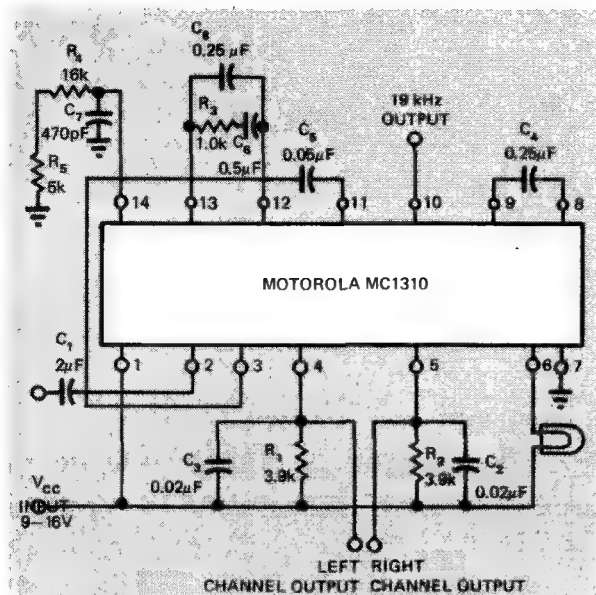 C₈
0.25 µF
R₄
16k
C₇
470pF
R₃
1.0k
C₆
0.5µF
C₅
0.05µF
19 kHz
OUTPUT
C₄
0.25µF
R₅
5k
14
13
12
11
10
9
8
MOTOROLA MC1310
C₁
2µF
1
2
3
4
5
6
7
C₃
0.02µF
R₁
3.9k
R₂
3.9k
C₂
0.02µF
VCC
INPUT
9–16V
LEFT RIGHT
CHANNEL OUTPUT CHANNEL OUTPUT